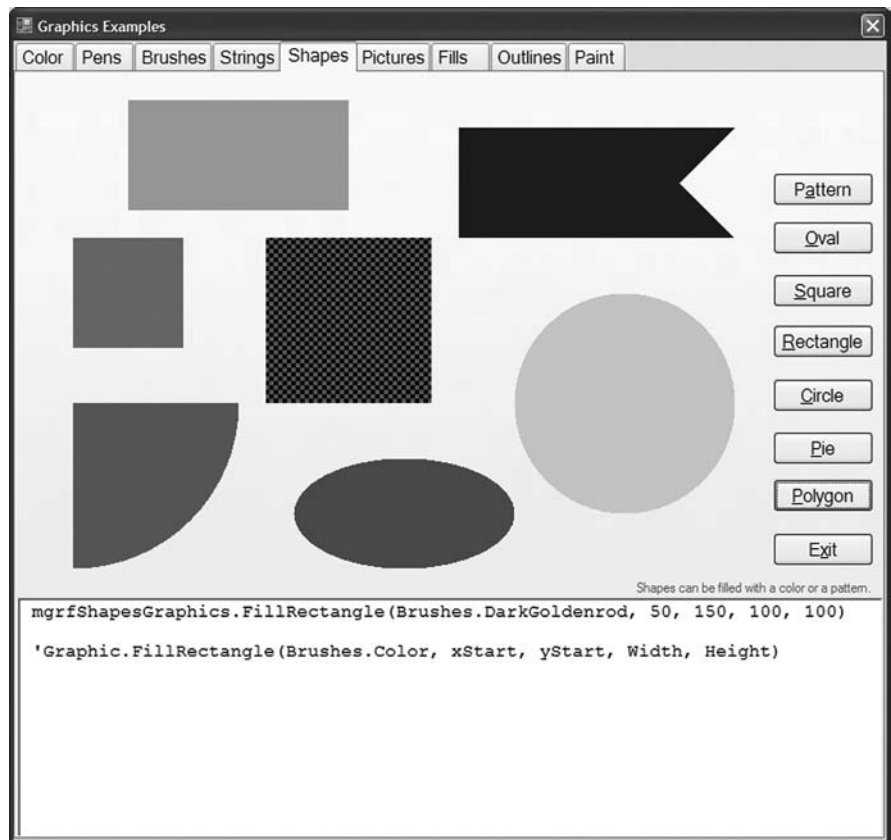 Graphics Examples
Color Pens Brushes Strings Shapes Pictures Fills Outlines Paint
Pattern
Oval
Square
Rectangle
Circle
Pie
Polygon
Exit
Shapes can be filled with a color or a pattern.
mgrfShapesGraphics.FillRectangle(Brushes.DarkGoldenrod, 50, 150, 100, 100)
'Graphic.FillRectangle(Brushes.Color, xStart, yStart, Width, Height)